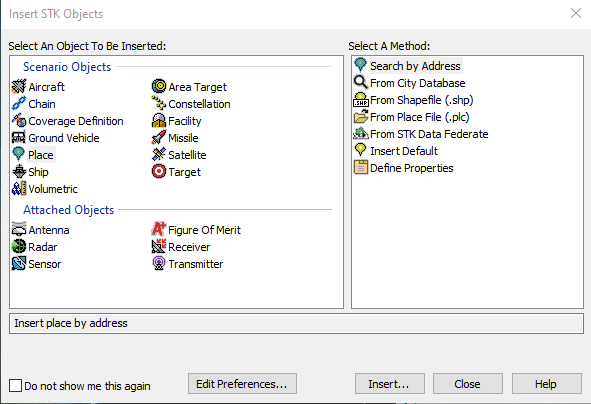 Insert STK Objects
Select An Object To Be Inserted:
Scenario Objects
Aircraft
Area Target
Chain
Constellation
Coverage Definition
Facility
Ground Vehicle
Missile
Place
Satellite
Ship
Target
Volumetric
Attached Objects
Antenna
Figure Of Merit
Radar
Receiver
Sensor
Transmitter
Select A Method:
Search by Address
From City Database
.SHP
From Shapefile (.shp)
From Place File (.plc)
From STK Data Federate
Insert Default
Define Properties
Insert place by address
Do not show me this again
Edit Preferences...
Insert...
Close
Help